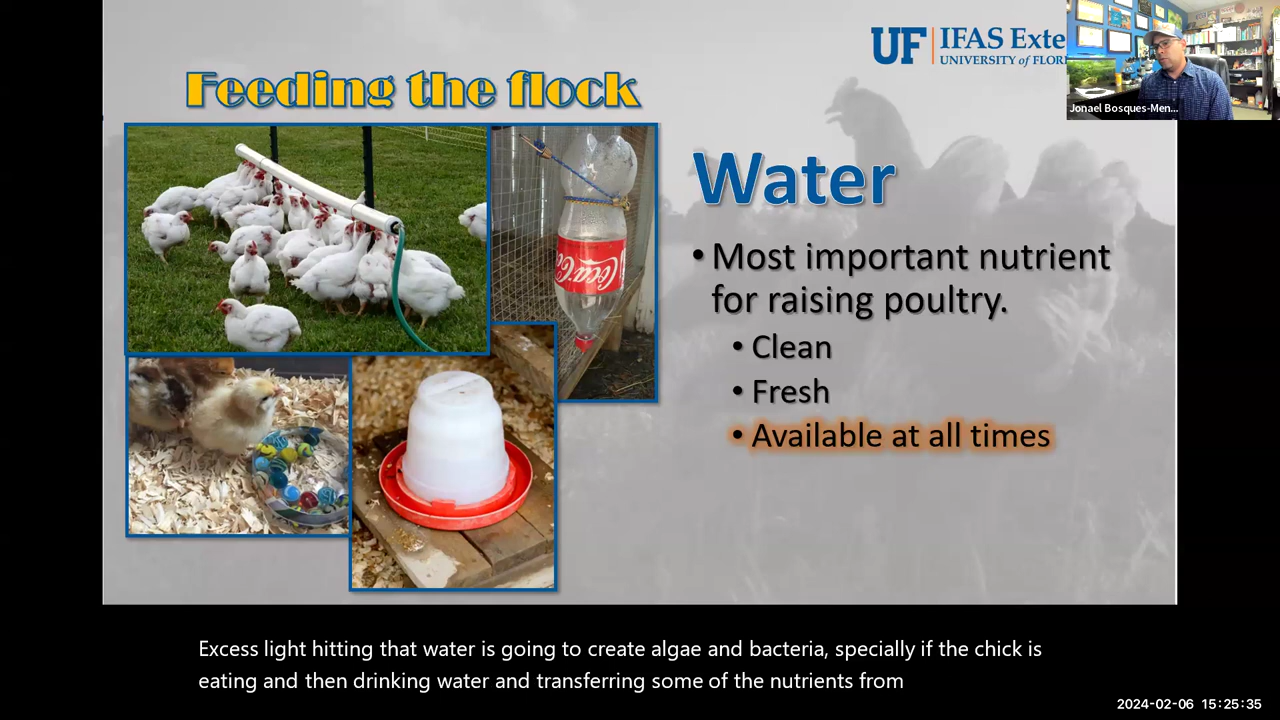 UF IFAS Exte
UNIVERSITY of FLOR
Jonael Bosques-Men...
Feeding the flock
Coca-Co
Water
• Most important nutrient
for raising poultry.
• Clean
• Fresh
• Available at all times
Excess light hitting that water is going to create algae and bacteria, specially if the chick is
eating and then drinking water and transferring some of the nutrients from
2024-02-06 15:25:35